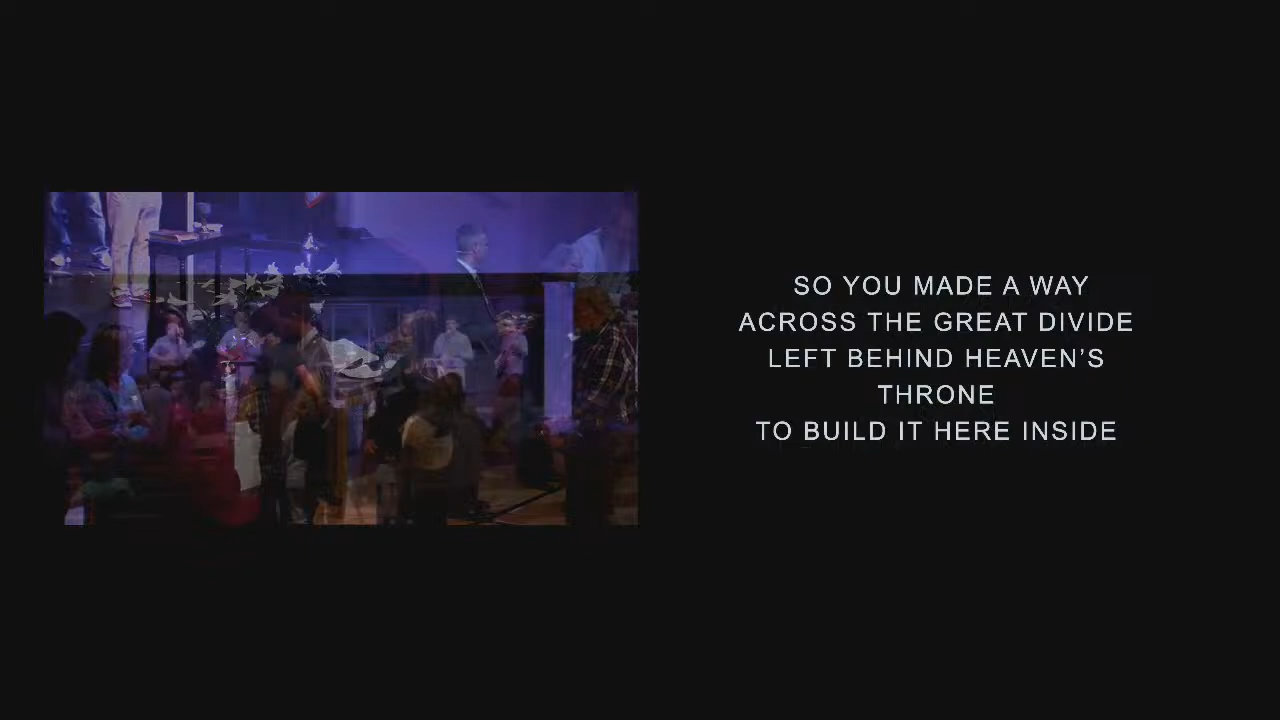 SO YOU MADE A WAY
ACROSS THE GREAT DIVIDE
LEFT BEHIND HEAVEN’S
THRONE
TO BUILD IT HERE INSIDE